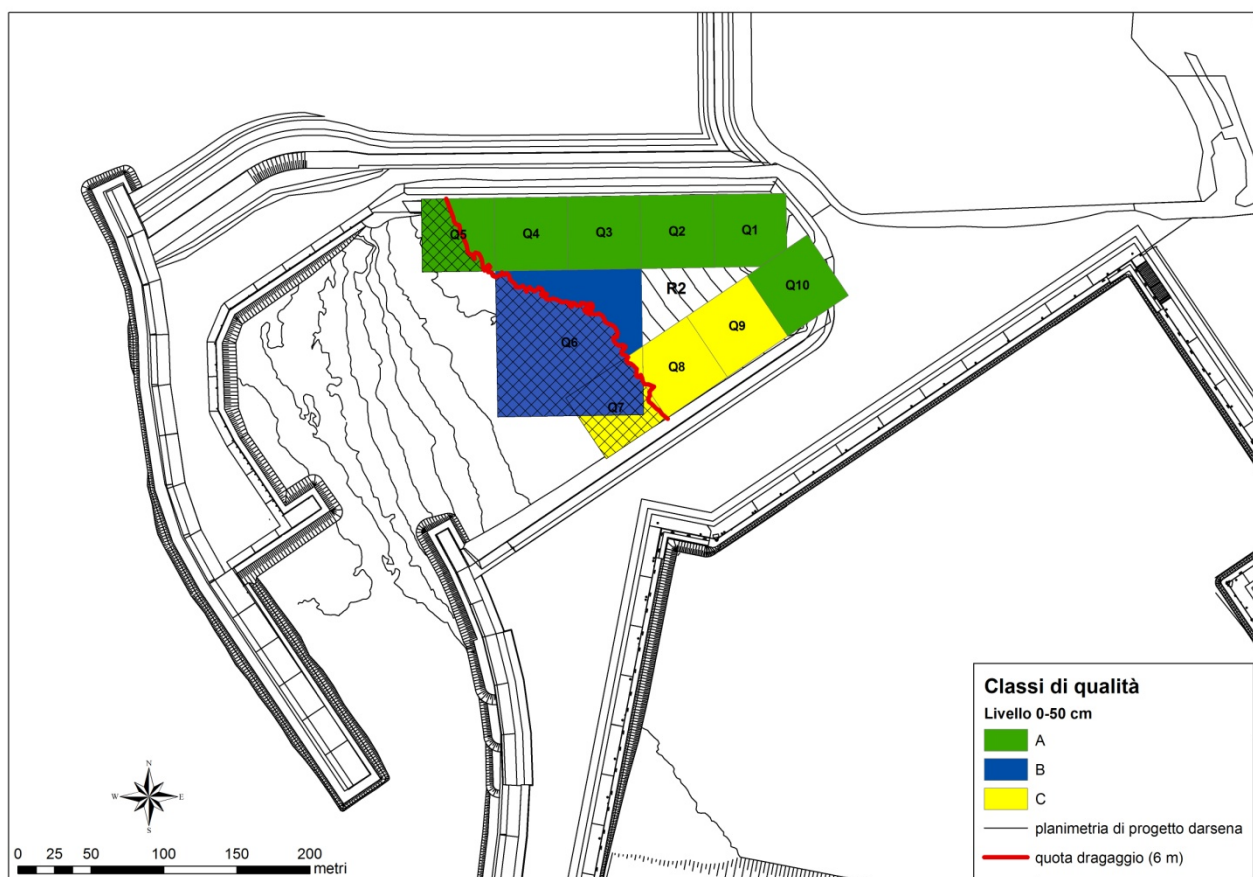 Q5 Q4 Q3 Q2 Q1
R2 Q10
Q9
Q6
Q8
Q7
Classi di qualità
Livello 0-50 cm
A
B
C
planimetria di progetto darsena
quota dragaggio (6 m)
N
W E
S
0 25 50 100 150 200
metri